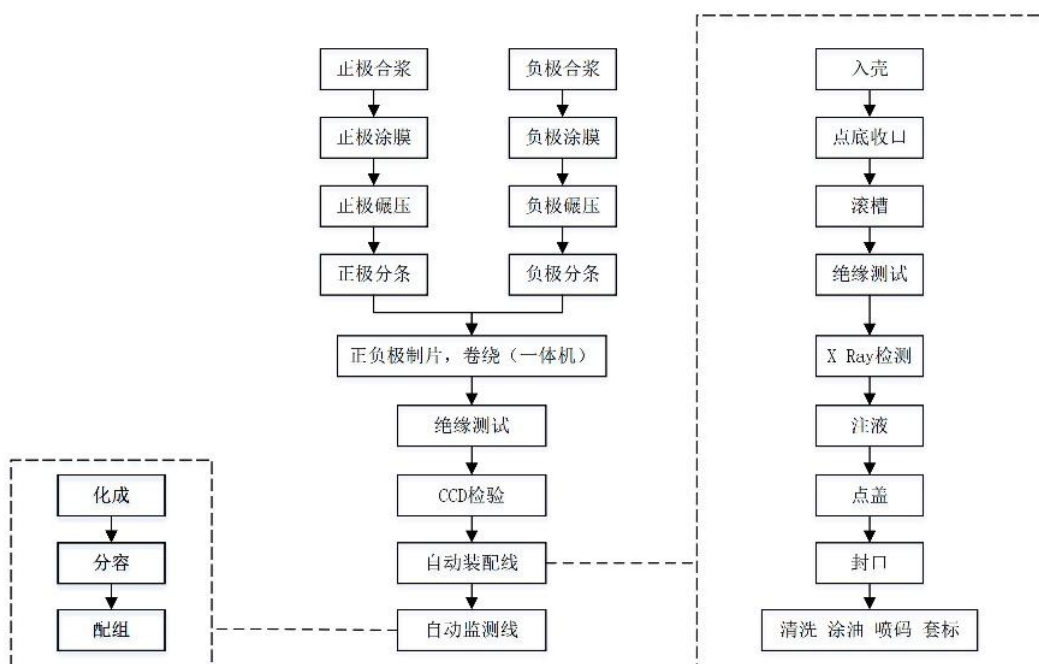 正极合浆
负极合浆
正极涂膜
负极涂膜
正极碾压
负极碾压
正极分条
负极分条
正负极制片，卷绕（一体机）
绝缘测试
CCD检验
自动装配线
自动监测线
化成
分容
配组
入壳
点底收口
滚槽
绝缘测试
X Ray检测
注液
点盖
封口
清洗 涂油 喷码 套标